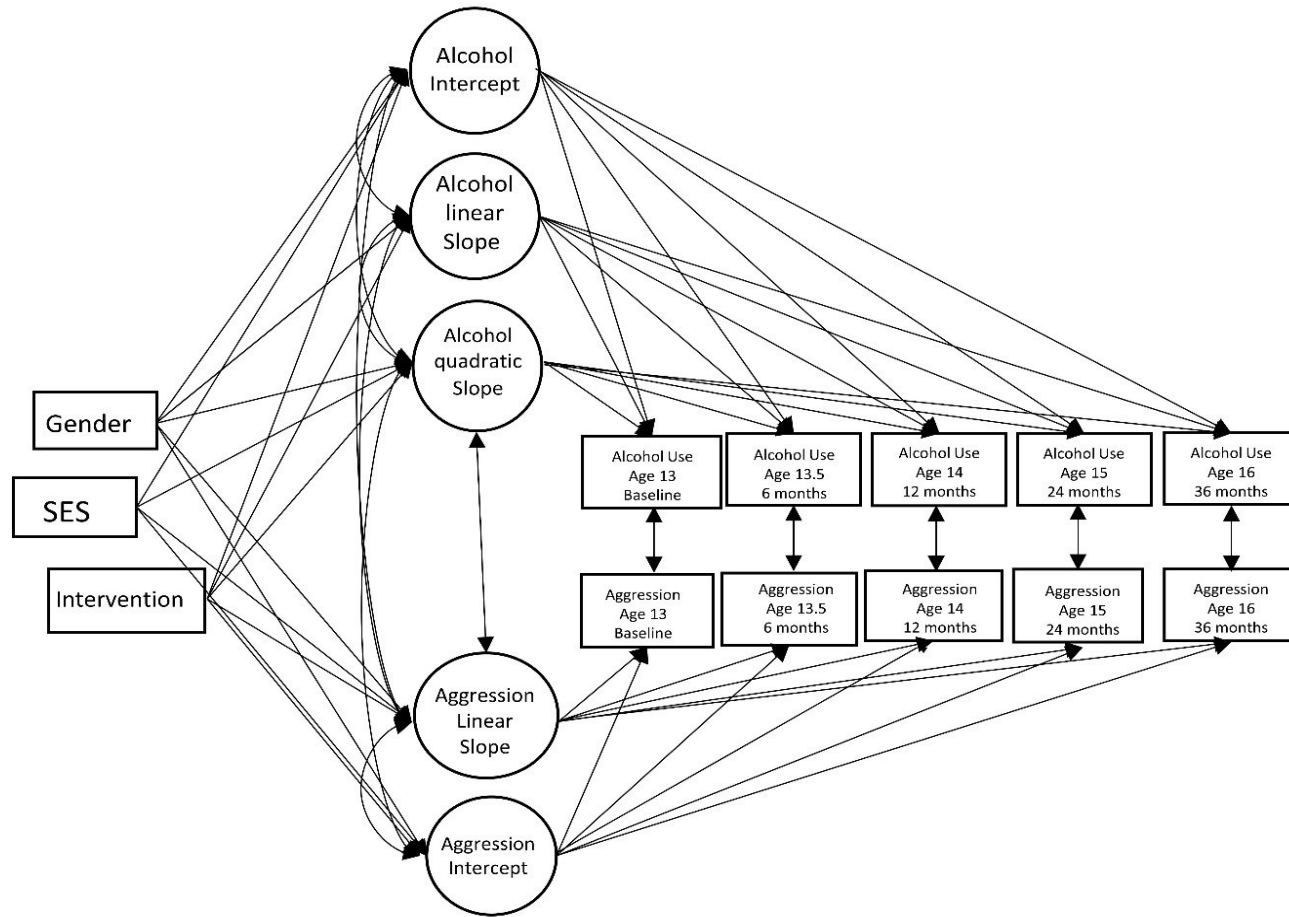 Alcohol
Intercept
Alcohol
linear
Slope
Alcohol
quadratic
Slope
Gender
SES
Intervention
Alcohol Use
Age 13
Baseline
Alcohol Use
Age 13.5
6 months
Alcohol Use
Age 14
12 months
Alcohol Use
Age 15
24 months
Alcohol Use
Age 16
36 months
Aggression
Age 13
Baseline
Aggression
Age 13.5
6 months
Aggression
Age 14
12 months
Aggression
Age 15
24 months
Aggression
Age 16
36 months
Aggression
Linear
Slope
Aggression
Intercept